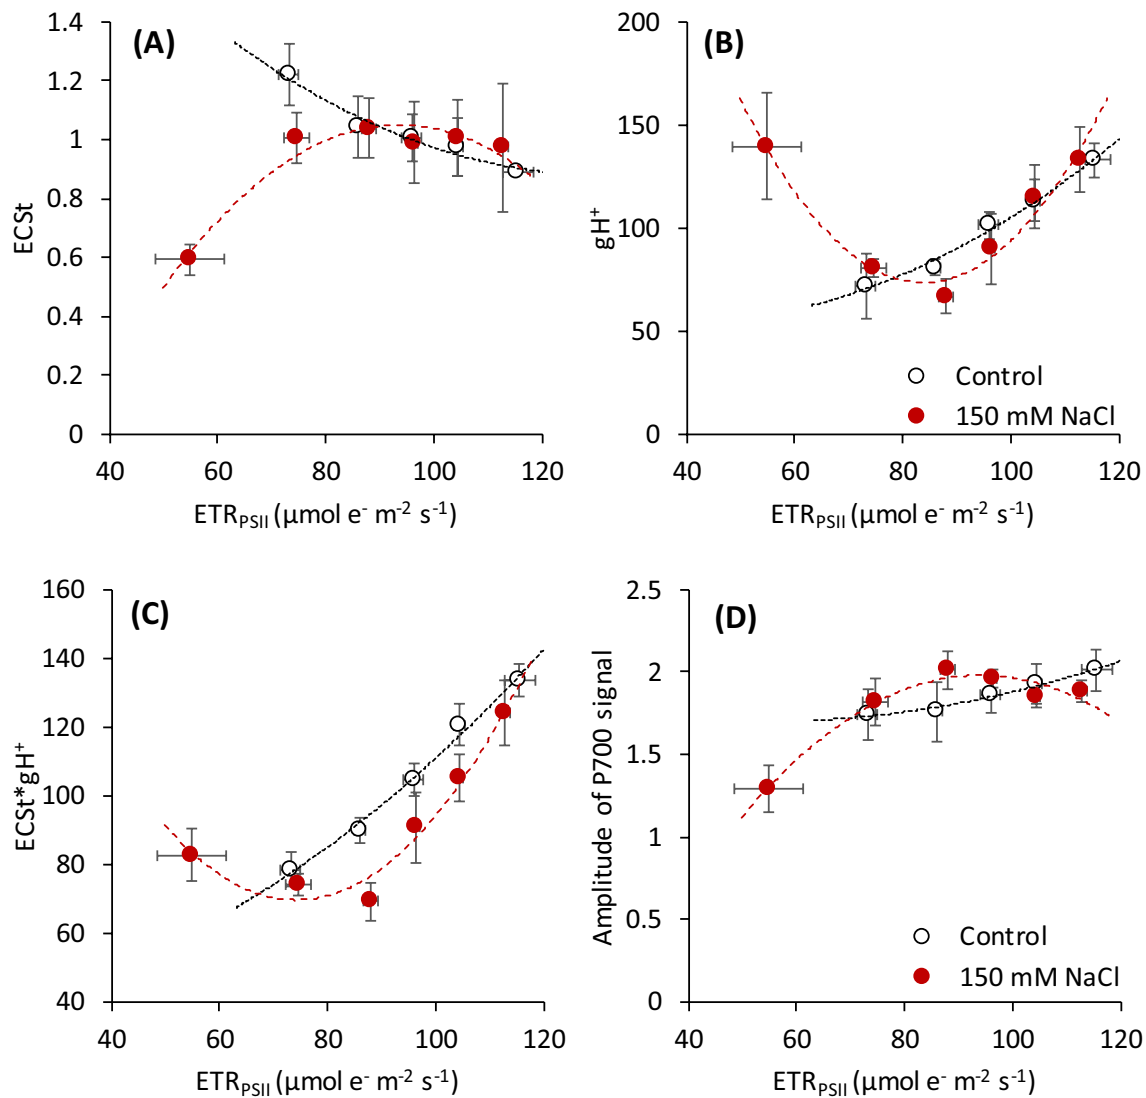 (A)
ECSt
1.4
1.2
1
0.8
0.6
0.4
0.2
0
40 60 80 100 120
ETR_PSII (µmol e⁻ m⁻² s⁻¹)
(B)
gH⁺
200
150
100
50
0
Control
150 mM NaCl
40 60 80 100 120
ETR_PSII (µmol e⁻ m⁻² s⁻¹)
(C)
ECSt*gH⁺
160
140
120
100
80
60
40
40 60 80 100 120
ETR_PSII (µmol e⁻ m⁻² s⁻¹)
(D)
Amplitude of P700 signal
2.5
2
1.5
1
0.5
0
Control
150 mM NaCl
40 60 80 100 120
ETR_PSII (µmol e⁻ m⁻² s⁻¹)